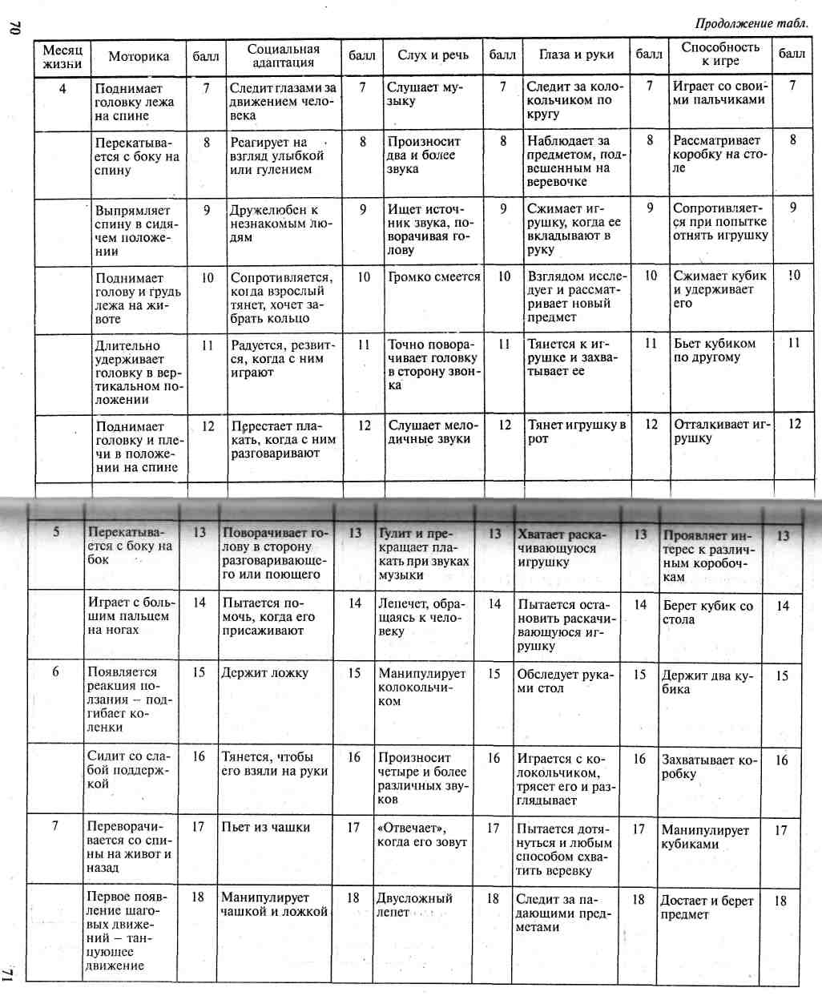 70
Продолжение табл.
Месяц жизни | Моторика | балл | Социальная адаптация | балл | Слух и речь | балл | Глаза и руки | балл | Способность к игре | балл
4 | Поднимает головку лежа на спине | 7 | Следит глазами за движением чело- века | 7 | Слушает му- зыку | 7 | Следит за коло- кольчиком по кругу | 7 | Играет со свои- ми пальчиками | 7
Перекатыва- ется с боку на спину | 8 | Реагирует на взгляд улыбкой или гулением | 8 | Произносит два и более звука | 8 | Наблюдает за предметом, под- вешенным на веревочке | 8 | Рассматривает коробку на сто- ле | 8
Выпрямляет спину в сидя- чем положе- нии | 9 | Дружелюбен к незнакомым лю- дям | 9 | Ищет источ- ник звука, по- ворачивая го- лову | 9 | Сжимает иг- рушку, когда ее вкладывают в руку | 9 | Сопротивляет- ся при попытке отнять игрушку | 9
Поднимает голову и грудь лежа на жи- воте | 10 | Сопротивляется, когда взрослый тянет, хочет за- брать кольцо | 10 | Громко смеется | 10 | Взглядом иссле- дует и рассмат- ривает новый предмет | 10 | Сжимает кубик и удерживает его | 10
Длительно удерживает головку в вер- тикальном по- ложении | 11 | Радуется, резвит- ся, когда с ним играют | 11 | Точно повора- чивает головку в сторону звон- ка | 11 | Тянется к иг- рушке и захва- тывает ее | 11 | Бьет кубиком по другому | 11
Поднимает головку и пле- чи в положе- нии на спине | 12 | Перестает пла- кать, когда с ним разговаривают | 12 | Слушает мело- дичные звуки | 12 | Тянет игрушку в рот | 12 | Отталкивает иг- рушку | 12
5 | Перекатыва- ется с боку на бок | 13 | Поворачивает го- лову в сторону разговаривающе- го или поющего | 13 | Гулит и пре- кращает пла- кать при звуках музыки | 13 | Хватает раска- чивающуюся игрушку | 13 | Проявляет ин- терес к различ- ным коробоч- кам | 13
Играет с боль- шим пальцем на ногах | 14 | Пытается по- мочь, когда его присаживают | 14 | Лепечет, обра- щаясь к чело- веку | 14 | Пытается оста- новить раскачи- вающуюся иг- рушку | 14 | Берет кубик со стола | 14
6 | Появляется реакция по- лзания – под- гибает ко- ленки | 15 | Держит ложку | 15 | Манипулирует колокольчи- ком | 15 | Обследует рука- ми стол | 15 | Держит два ку- бика | 15
Сидит со сла- бой поддерж- кой | 16 | Тянется, чтобы его взяли на руки | 16 | Произносит четыре и более различных зву- ков | 16 | Играется с ко- локольчиком, трясет его и раз- глядывает | 16 | Захватывает ко- робку | 16
7 | Переворачи- вается со спи- ны на живот и назад | 17 | Пьет из чашки | 17 | «Отвечает», когда его зовут | 17 | Пытается дотя- нуться и любым способом схва- тить веревку | 17 | Манипулирует кубиками | 17
Первое появ- ление шаго- вых движе- ний – тан- цующее движение | 18 | Манипулирует чашкой и ложкой | 18 | Двусложный лепет | 18 | Следит за па- дающими пред- метами | 18 | Достает и берет предмет | 18
71